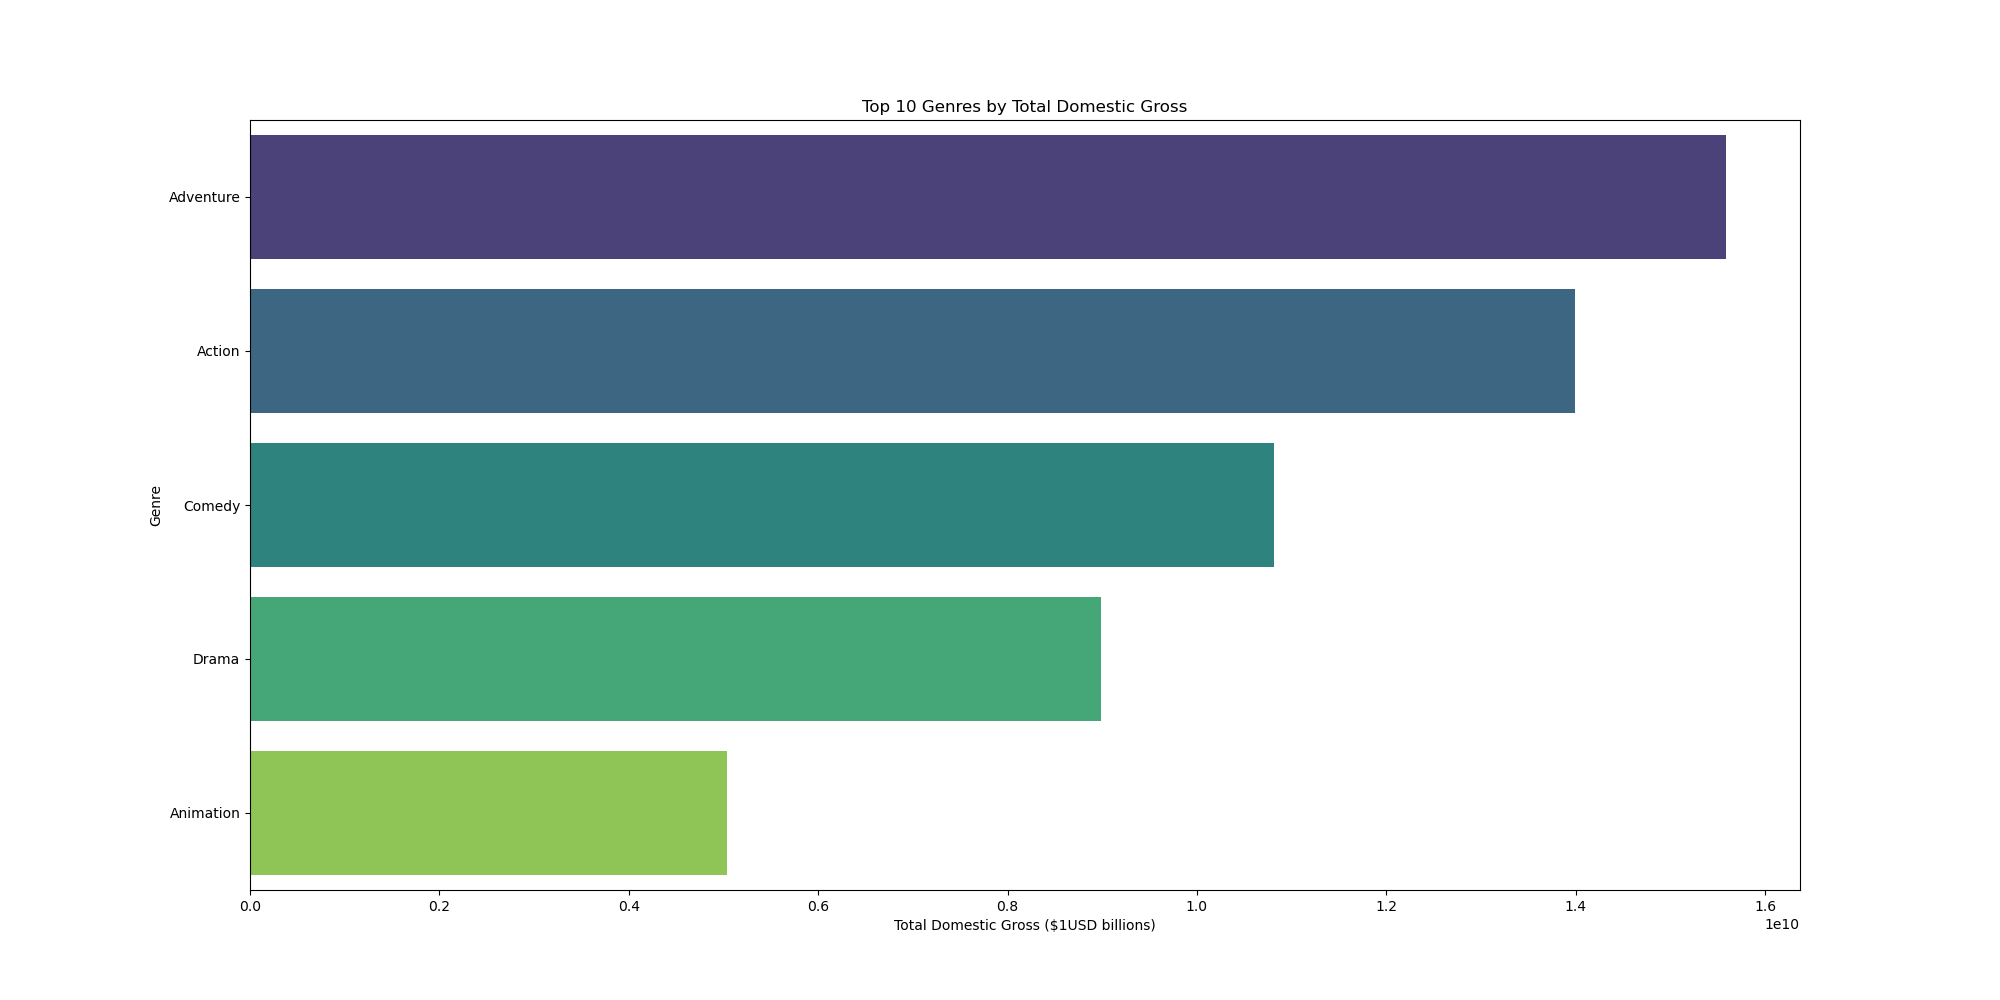 Top 10 Genres by Total Domestic Gross
Genre
Adventure
Action
Comedy
Drama
Animation
0.0 0.2 0.4 0.6 0.8 1.0 1.2 1.4 1.6
1e10
Total Domestic Gross ($1USD billions)